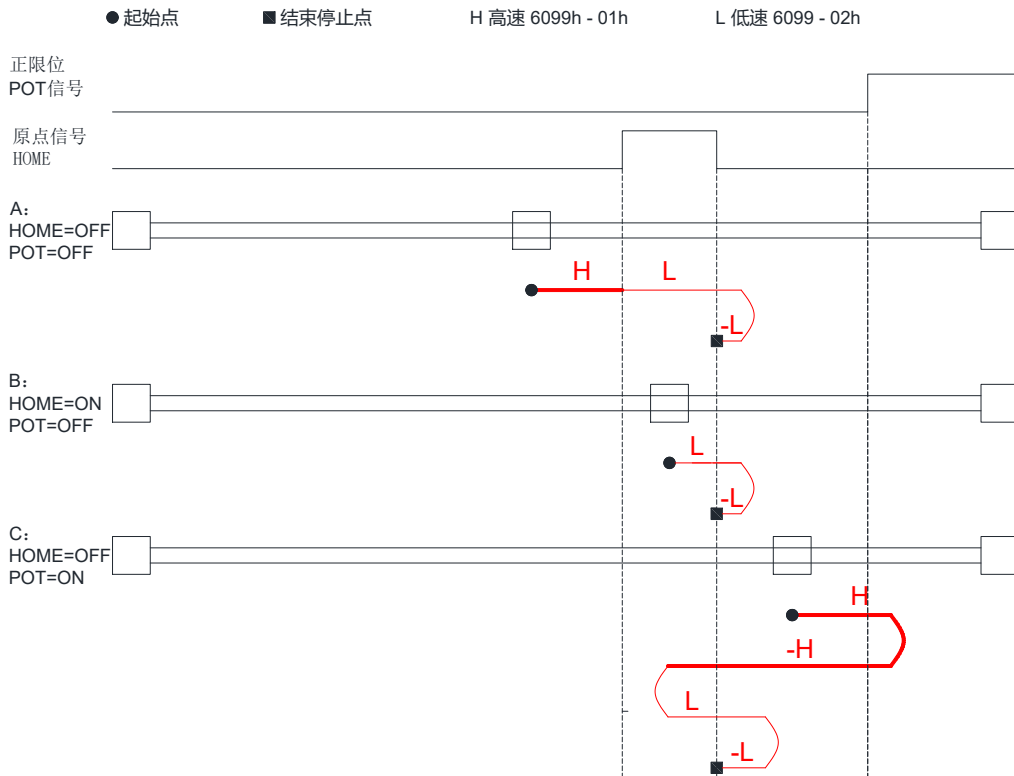 起始点 结束停止点 H 高速 6099h - 01h L 低速 6099 - 02h
正限位
POT信号
原点信号
HOME
A:
HOME=OFF
POT=OFF
H L
-L
B:
HOME=ON
POT=OFF
L
-L
C:
HOME=OFF
POT=ON
H
-H
L
-L